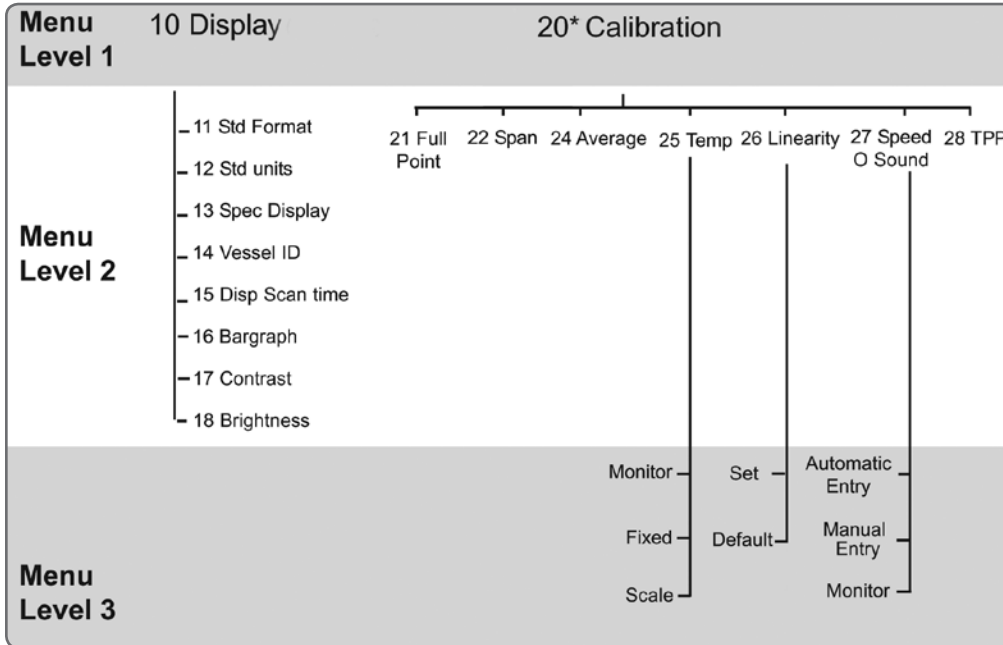 Menu
Level 1
10 Display
20* Calibration
Menu
Level 2
11 Std Format
12 Std units
13 Spec Display
14 Vessel ID
15 Disp Scan time
16 Bargraph
17 Contrast
18 Brightness
21 Full
Point
22 Span
24 Average
25 Temp
26 Linearity
27 Speed
O Sound
28 TPP
Menu
Level 3
Monitor
Fixed
Scale
Set
Default
Automatic
Entry
Manual
Entry
Monitor